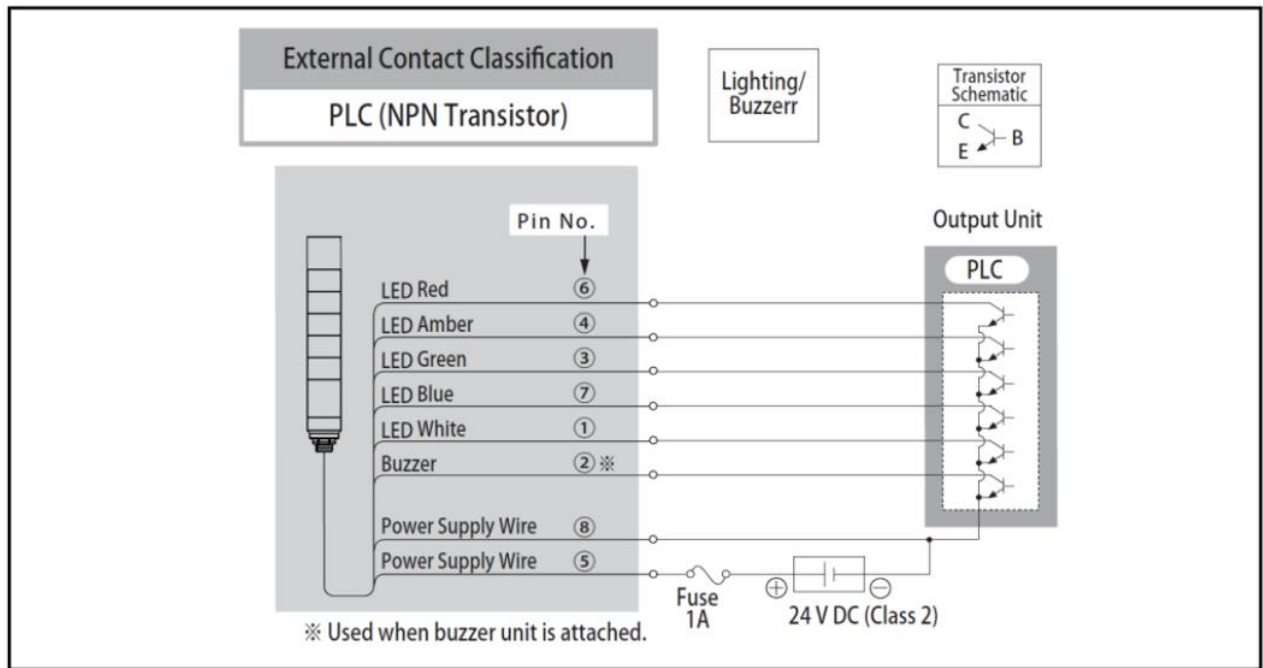 External Contact Classification
PLC (NPN Transistor)
Lighting/
Buzzerr
Transistor
Schematic
C
B
E
Pin No.
Output Unit
PLC
LED Red ⑥
LED Amber ④
LED Green ③
LED Blue ⑦
LED White ①
Buzzer ②※
Power Supply Wire ⑧
Power Supply Wire ⑤
Fuse
1A
⊕ ⊖
24 V DC (Class 2)
※ Used when buzzer unit is attached.